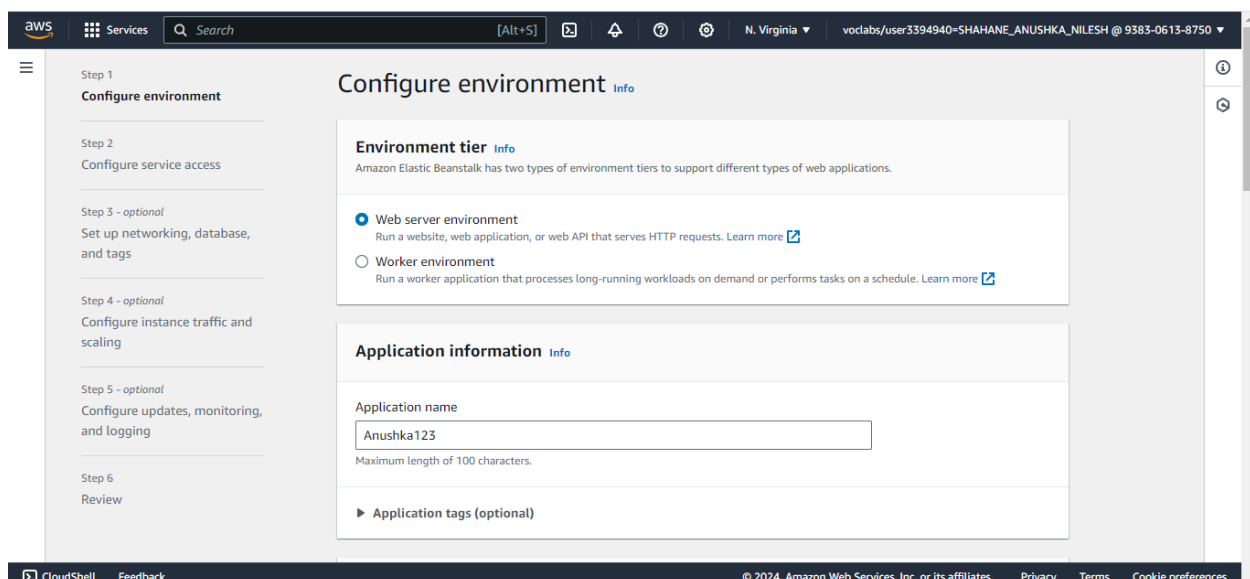 aws
Services
Search
[Alt+S]
N. Virginia ▼
voclabs/user3394940=SHAHANE_ANUSHKA_NILESH @ 9383-0613-8750 ▼
Step 1
Configure environment
Step 2
Configure service access
Step 3 - optional
Set up networking, database,
and tags
Step 4 - optional
Configure instance traffic and
scaling
Step 5 - optional
Configure updates, monitoring,
and logging
Step 6
Review
Configure environment Info
Environment tier Info
Amazon Elastic Beanstalk has two types of environment tiers to support different types of web applications.
Web server environment
Run a website, web application, or web API that serves HTTP requests. Learn more
Worker environment
Run a worker application that processes long-running workloads on demand or performs tasks on a schedule. Learn more
Application information Info
Application name
Anushka123
Maximum length of 100 characters.
Application tags (optional)
CloudShell
Feedback
© 2024, Amazon Web Services, Inc. or its affiliates.
Privacy
Terms
Cookie preferences